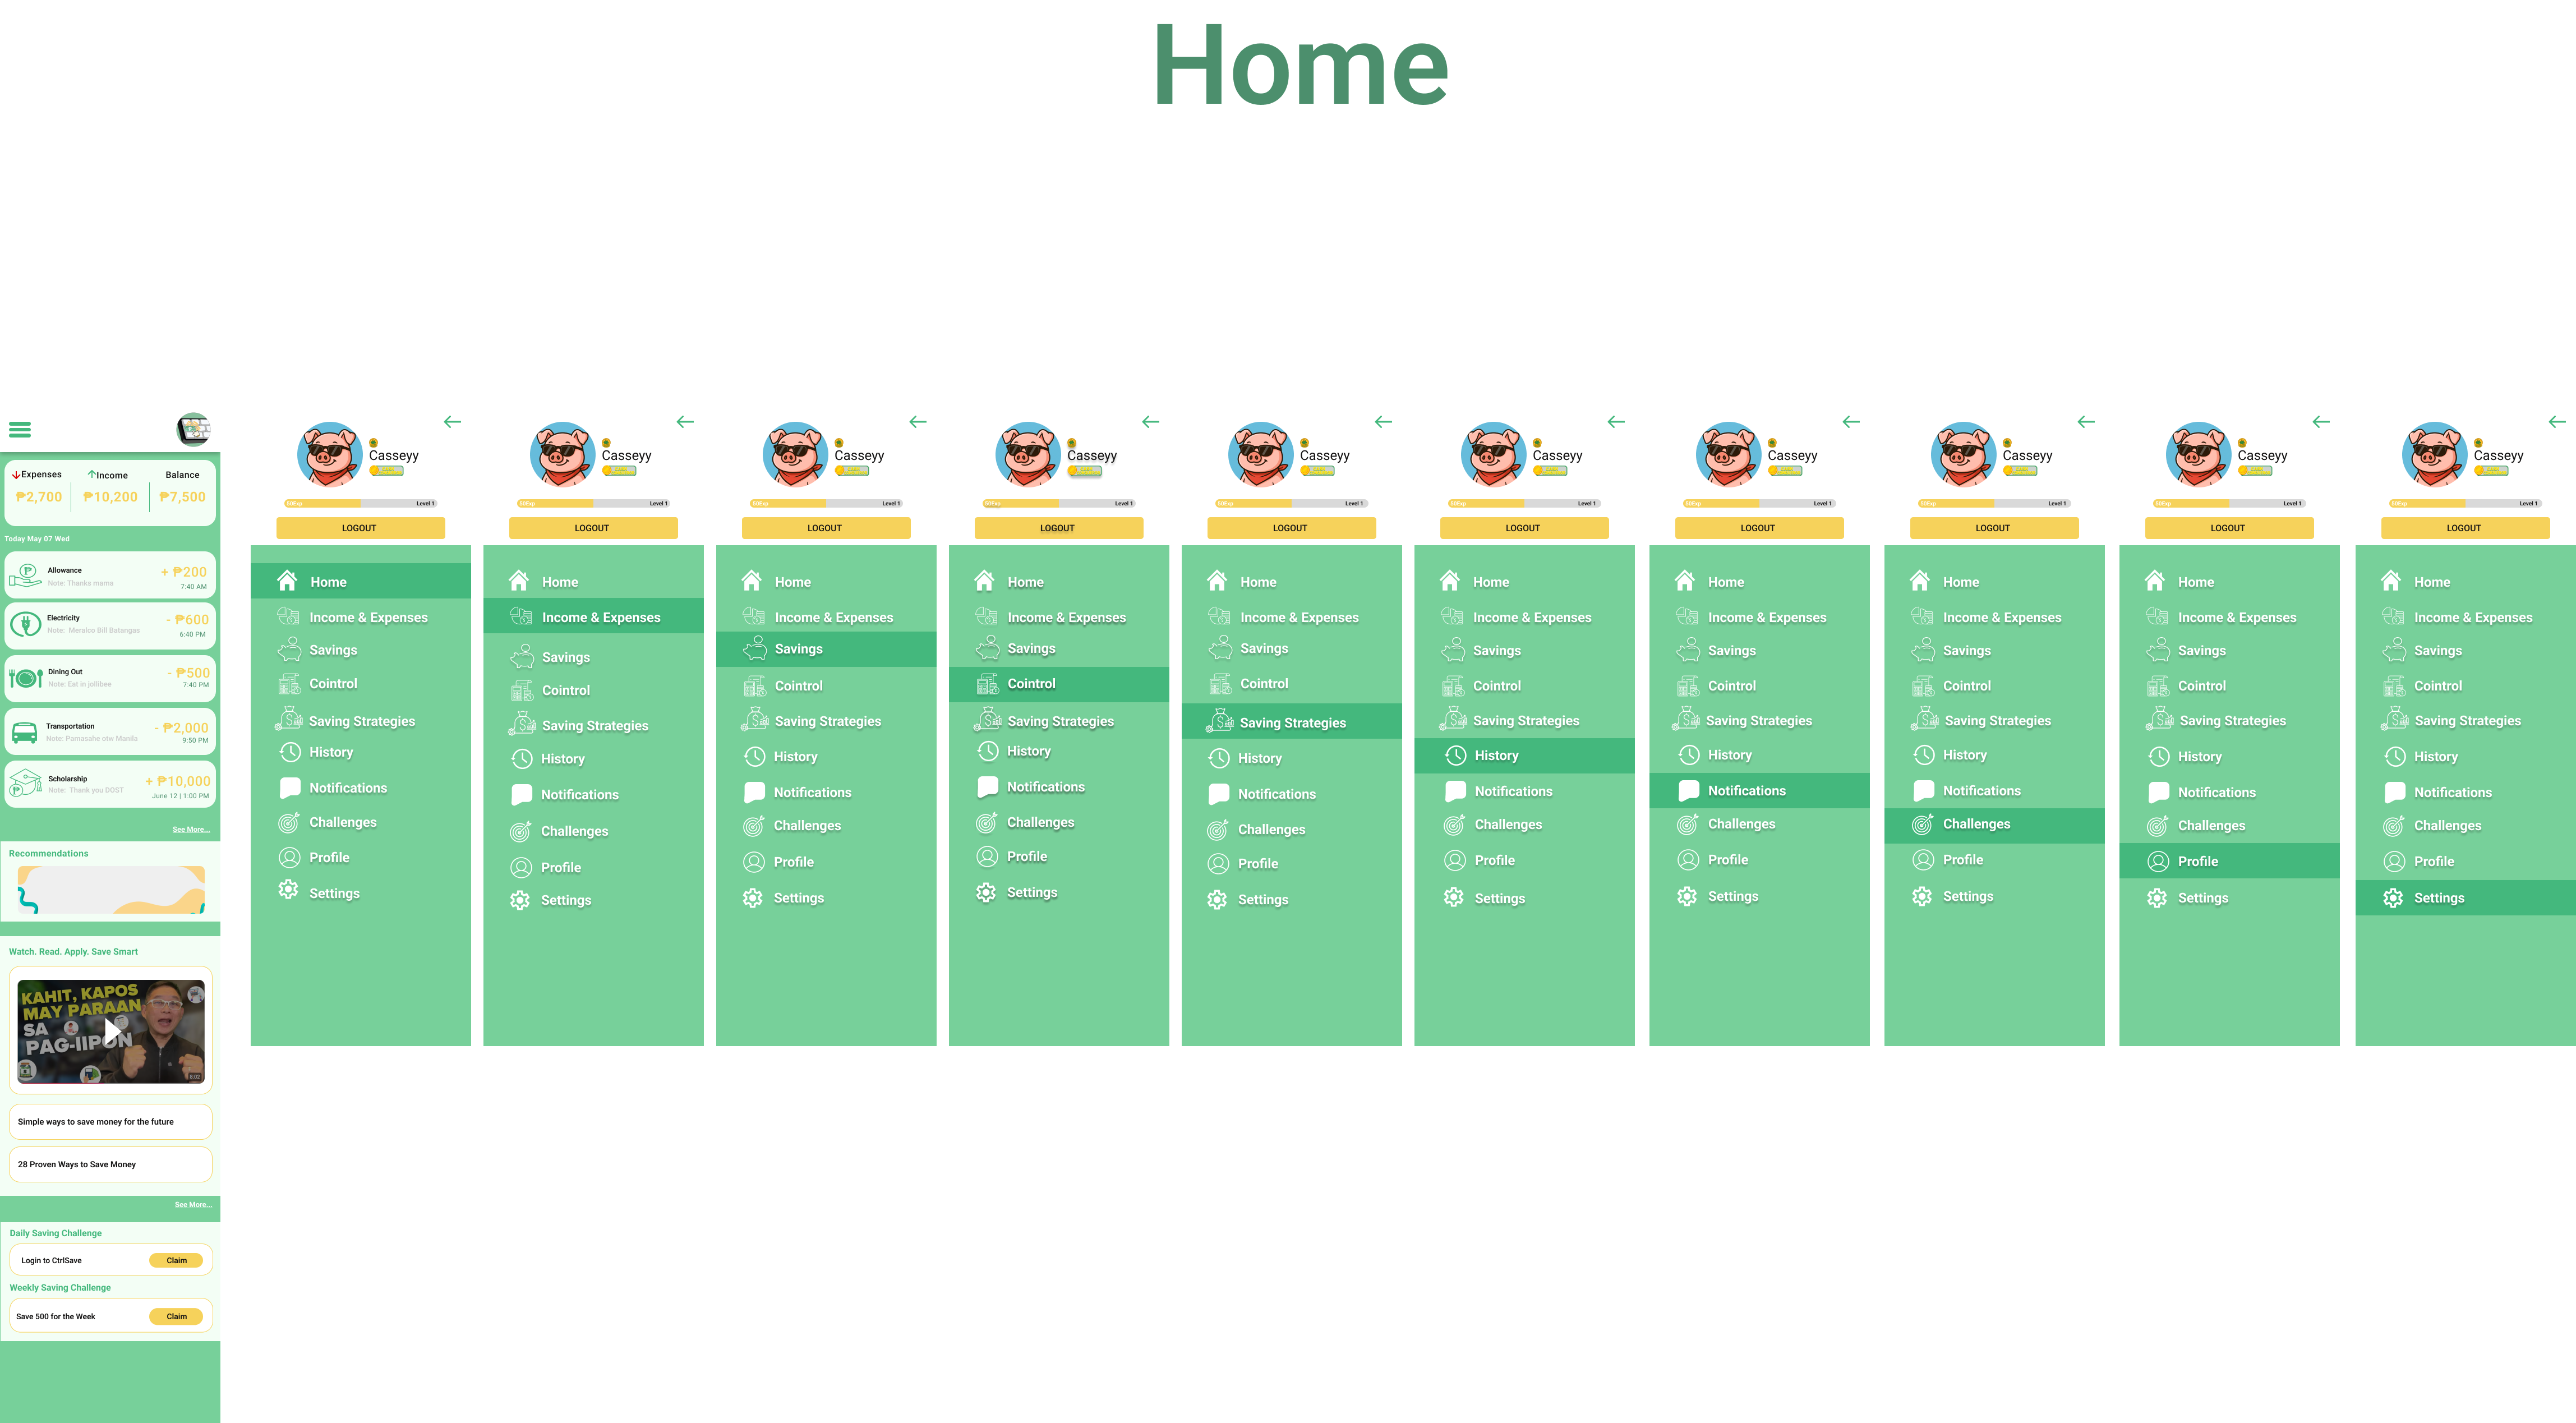 Home
Expenses Income Balance
₱2,700 ₱10,200 ₱7,500
Today May 07 Wed
Allowance + ₱200
Note: Thanks mama 7:40 AM
Electricity - ₱600
Note: Meralco Bill Batangas 6:40 PM
Dining Out - ₱500
Note: Eat in jollibee 7:40 PM
Transportation - ₱2,000
Note: Pamasahe otw Manila 9:50 PM
Scholarship + ₱10,000
Note: Thank you DOST June 12 | 1:00 PM
See More...
Recommendations
Watch. Read. Apply. Save Smart
KAHIT, KAPOS
MAY PARAAN
SA
PAG-IIPON
8:02
Simple ways to save money for the future
28 Proven Ways to Save Money
See More...
Daily Saving Challenge
Login to CtrlSave Claim
Weekly Saving Challenge
Save 500 for the Week Claim
Casseyy
50Exp Level 1
LOGOUT
Home
Income & Expenses
Savings
Cointrol
Saving Strategies
History
Notifications
Challenges
Profile
Settings
Casseyy
50Exp Level 1
LOGOUT
Home
Income & Expenses
Savings
Cointrol
Saving Strategies
History
Notifications
Challenges
Profile
Settings
Casseyy
50Exp Level 1
LOGOUT
Home
Income & Expenses
Savings
Cointrol
Saving Strategies
History
Notifications
Challenges
Profile
Settings
Casseyy
50Exp Level 1
LOGOUT
Home
Income & Expenses
Savings
Cointrol
Saving Strategies
History
Notifications
Challenges
Profile
Settings
Casseyy
50Exp Level 1
LOGOUT
Home
Income & Expenses
Savings
Cointrol
Saving Strategies
History
Notifications
Challenges
Profile
Settings
Casseyy
50Exp Level 1
LOGOUT
Home
Income & Expenses
Savings
Cointrol
Saving Strategies
History
Notifications
Challenges
Profile
Settings
Casseyy
50Exp Level 1
LOGOUT
Home
Income & Expenses
Savings
Cointrol
Saving Strategies
History
Notifications
Challenges
Profile
Settings
Casseyy
50Exp Level 1
LOGOUT
Home
Income & Expenses
Savings
Cointrol
Saving Strategies
History
Notifications
Challenges
Profile
Settings
Casseyy
50Exp Level 1
LOGOUT
Home
Income & Expenses
Savings
Cointrol
Saving Strategies
History
Notifications
Challenges
Profile
Settings
Casseyy
50Exp Level 1
LOGOUT
Home
Income & Expenses
Savings
Cointrol
Saving Strategies
History
Notifications
Challenges
Profile
Settings